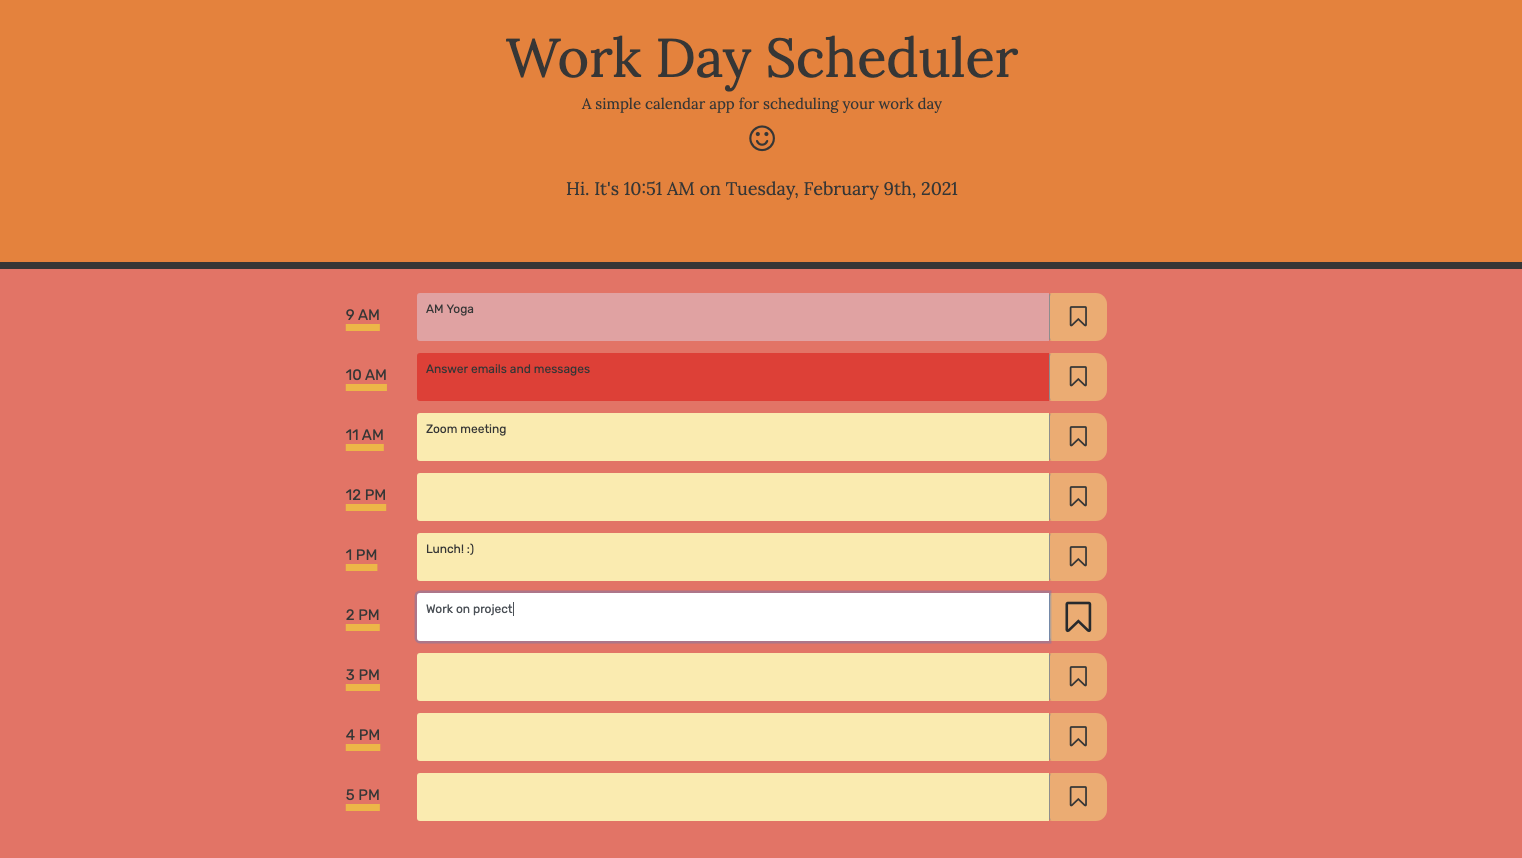 Work Day Scheduler
A simple calendar app for scheduling your work day
Hi. It's 10:51 AM on Tuesday, February 9th, 2021
9 AM
AM Yoga
10 AM
Answer emails and messages
11 AM
Zoom meeting
12 PM
1 PM
Lunch! :)
2 PM
Work on project
3 PM
4 PM
5 PM